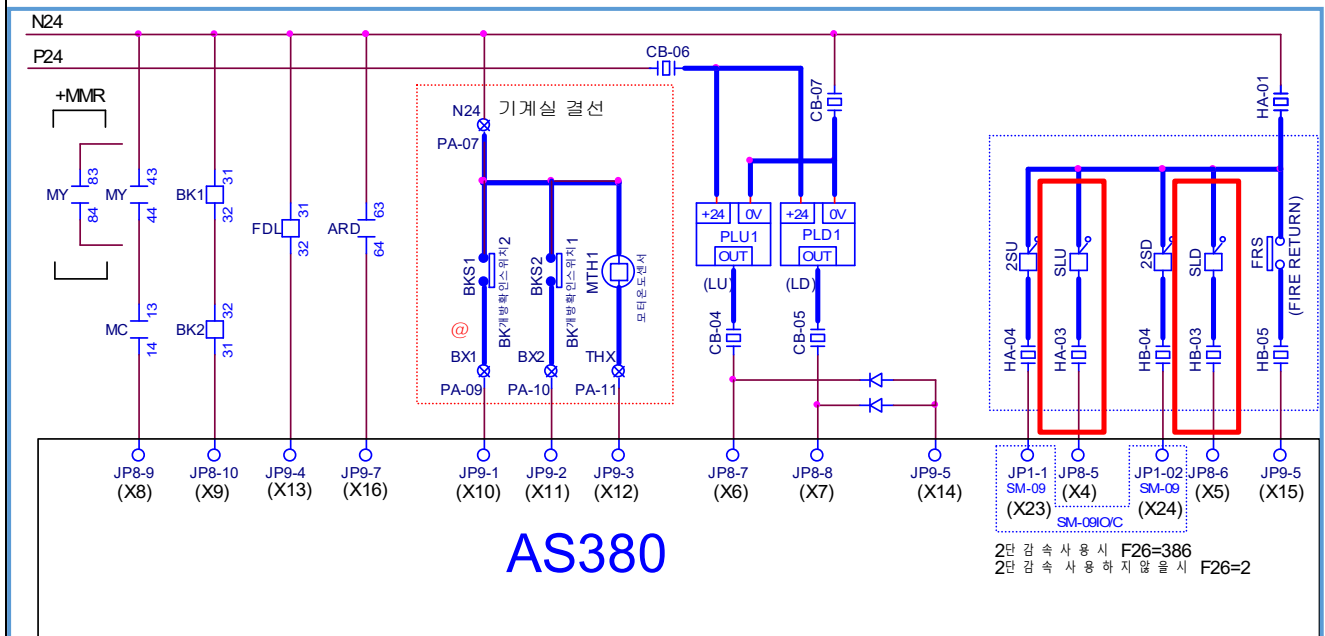 N24
P24
CB-06
+MMR
CB-07
HA-01
N24 기계실 결선
PA-07
MY 83 84
MY 43 44
BK1 31 32
FDL 31 32
ARD 63 64
MC 13 14
BK2 32 31
BKS1
BK개방확인스위치2
BKS2
BK개방확인스위치1
MTH1
모터온도센서
@
BX1 BX2 THX
PA-09 PA-10 PA-11
+24 0V +24 0V
PLU1 PLD1
OUT OUT
(LU) (LD)
CB-04 CB-05
2SU SLU 2SD SLD FRS
(FIRE RETURN)
HA-04 HA-03 HB-04 HB-03 HB-05
JP8-9 JP8-10 JP9-4 JP9-7 JP9-1 JP9-2 JP9-3 JP8-7 JP8-8 JP9-5 JP1-1 JP8-5 JP1-02 JP8-6 JP9-5
SM-09 SM-09
(X8) (X9) (X13) (X16) (X10) (X11) (X12) (X6) (X7) (X14) (X23) (X4) (X24) (X5) (X15)
SM-09IO/C
AS380
2단 감속 사용시 F26=386
2단 감속 사용하지 않을시 F26=2